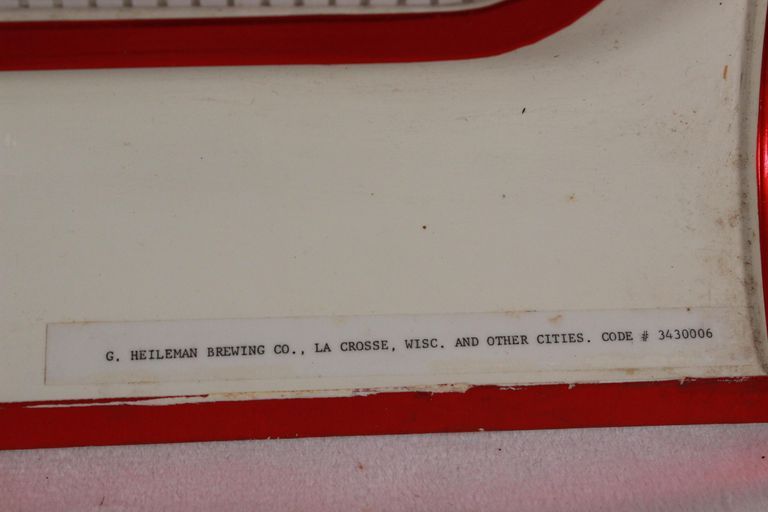 G. HEILEMAN BREWING CO., LA CROSSE, WISC. AND OTHER CITIES. CODE # 3430006